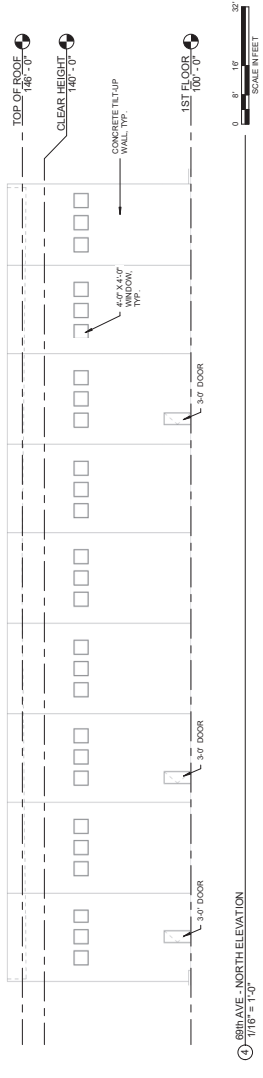 TOP OF ROOF
146' - 0"
CLEAR HEIGHT
140' - 0"
CONCRETE TILT-UP
WALL, TYP.
4'-0" X 4'-0"
WINDOW,
TYP.
1ST FLOOR
100' - 0"
3-0' DOOR
3-0' DOOR
3-0' DOOR
4
69th AVE - NORTH ELEVATION
1/16" = 1'-0"
0 8' 16' 32'
SCALE IN FEET